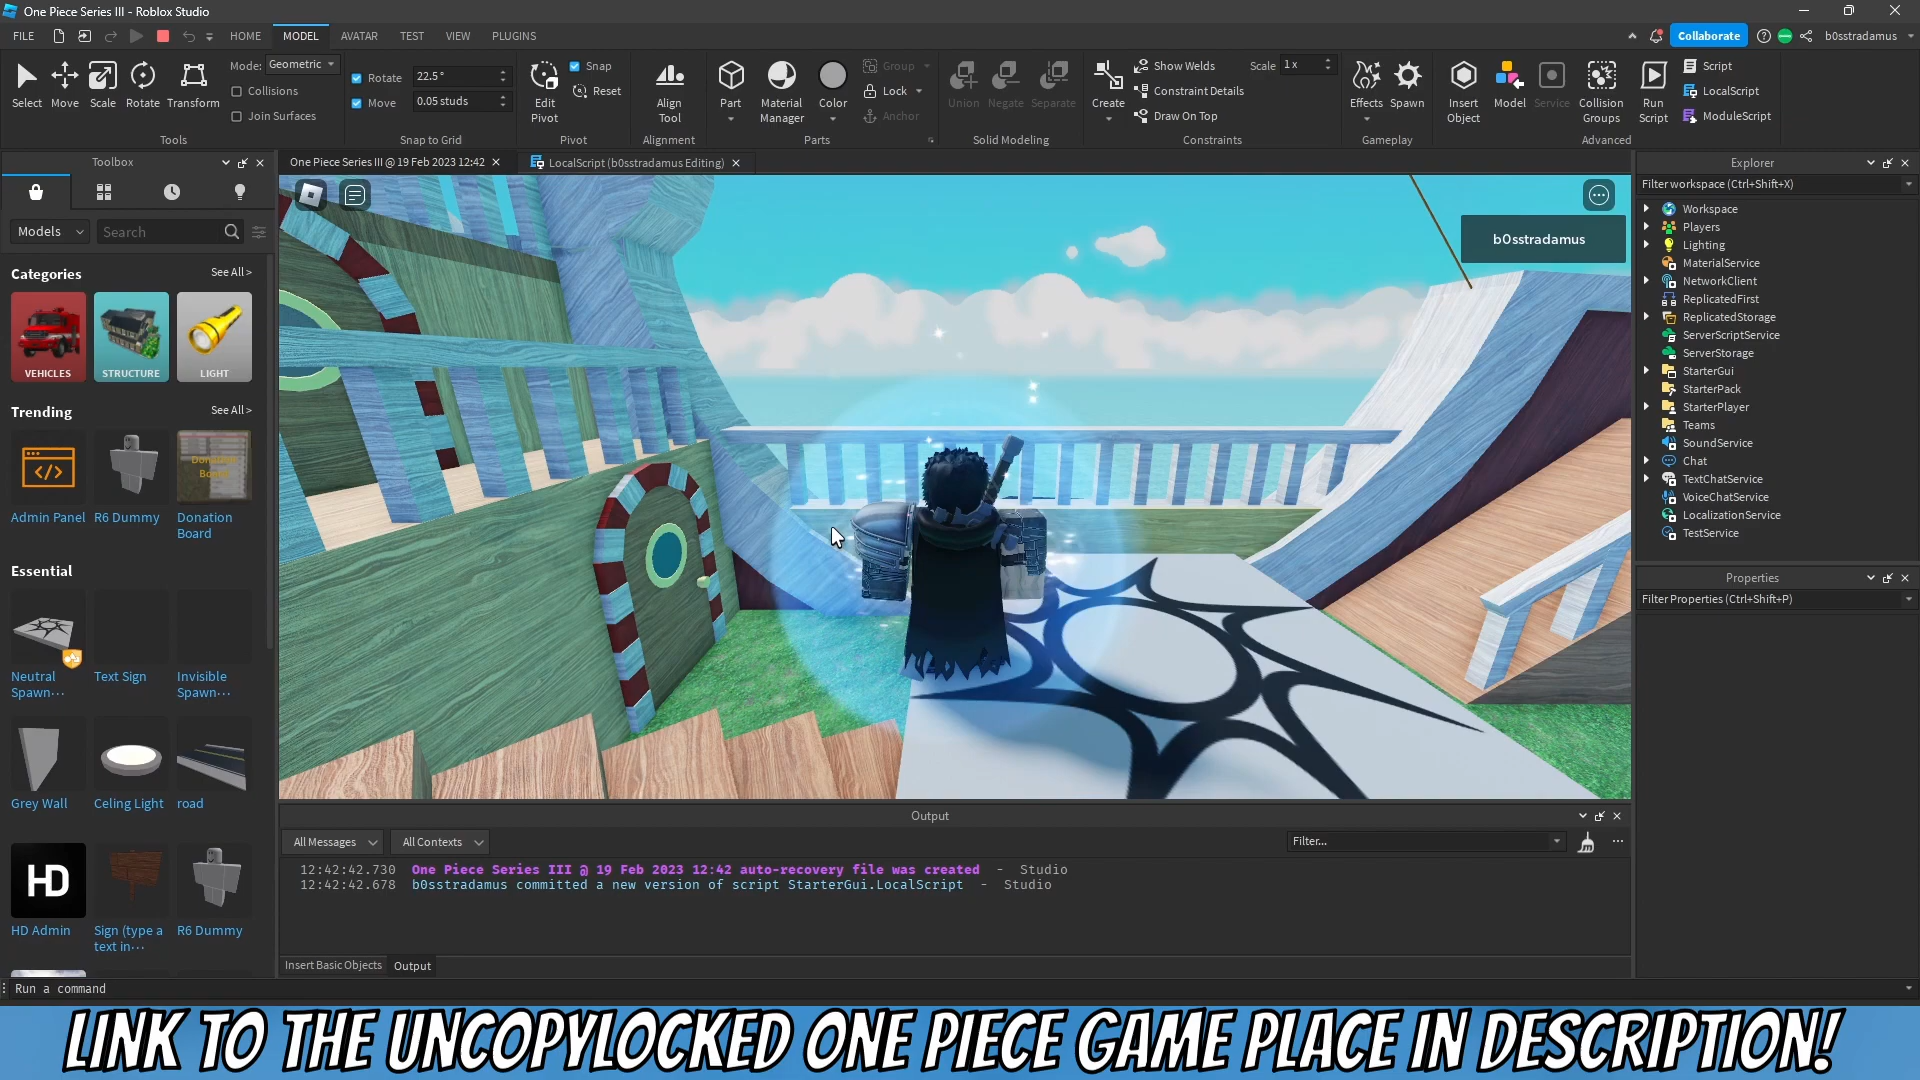 One Piece Series III - Roblox Studio
FILE
HOME
MODEL
AVATAR
TEST
VIEW
PLUGINS
Collaborate
b0sstradamus
Select
Move
Scale
Rotate
Transform
Mode:
Geometric
Collisions
Join Surfaces
Tools
Rotate
22.5 °
Move
0.05 studs
Snap to Grid
Edit
Pivot
Snap
Reset
Pivot
Align
Tool
Alignment
Part
Material
Manager
Color
Group
Lock
Anchor
Parts
Union
Negate
Separate
Solid Modeling
Create
Show Welds
Constraint Details
Draw On Top
Scale
1 x
Constraints
Effects
Spawn
Gameplay
Insert
Object
Model
Service
Collision
Groups
Run
Script
Script
LocalScript
ModuleScript
Advanced
Toolbox
Models
Search
Categories
See All >
VEHICLES
STRUCTURE
LIGHT
Trending
See All >
Admin Panel
R6 Dummy
Donation
Board
Essential
Neutral
Spawn...
Text Sign
Invisible
Spawn...
Grey Wall
Celing Light
road
HD
HD Admin
Sign (type a
text in...
R6 Dummy
One Piece Series III @ 19 Feb 2023 12:42
LocalScript (b0sstradamus Editing)
b0sstradamus
Output
All Messages
All Contexts
Filter...
12:42:42.730 One Piece Series III @ 19 Feb 2023 12:42 auto-recovery file was created - Studio
12:42:42.678 b0sstradamus committed a new version of script StarterGui.LocalScript - Studio
Insert Basic Objects
Output
Explorer
Filter workspace (Ctrl+Shift+X)
Workspace
Players
Lighting
MaterialService
NetworkClient
ReplicatedFirst
ReplicatedStorage
ServerScriptService
ServerStorage
StarterGui
StarterPack
StarterPlayer
Teams
SoundService
Chat
TextChatService
VoiceChatService
LocalizationService
TestService
Properties
Filter Properties (Ctrl+Shift+P)
Run a command
LINK TO THE UNCOPYLOCKED ONE PIECE GAME PLACE IN DESCRIPTION!